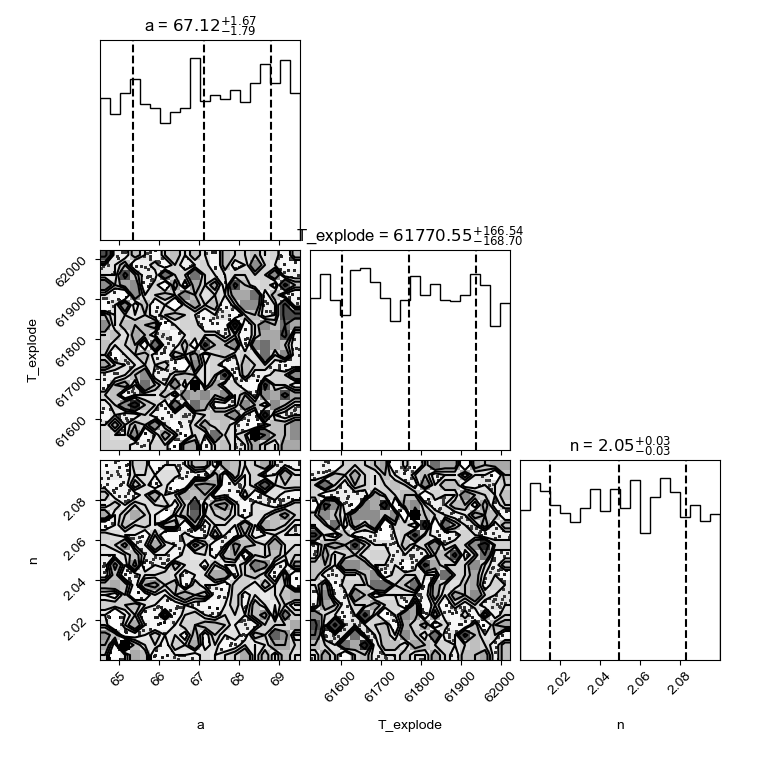 a = 67.12+1.67 −1.79
T_explode = 61770.55+166.54 −168.70
62000
61900
61800
61700
61600
T_explode
n = 2.05+0.03 −0.03
2.08
2.06
2.04
2.02
n
65 66 67 68 69
61600 61700 61800 61900 62000
2.02 2.04 2.06 2.08
a T_explode n